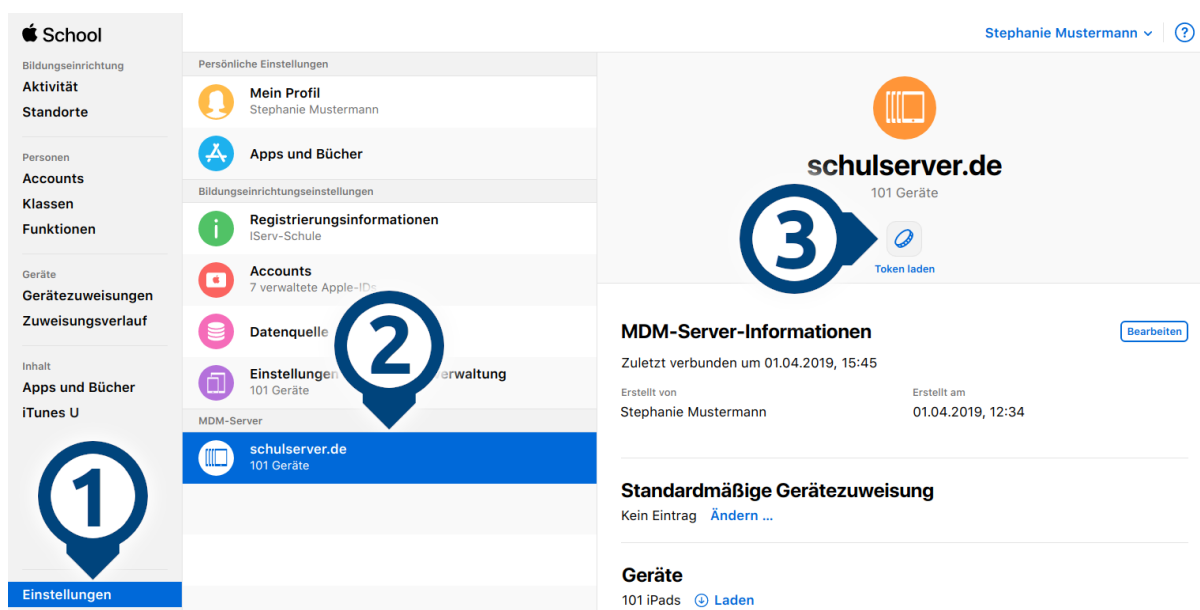 School
Bildungseinrichtung
Aktivität
Standorte
Personen
Accounts
Klassen
Funktionen
Geräte
Gerätezuweisungen
Zuweisungsverlauf
Inhalt
Apps und Bücher
iTunes U
1
Einstellungen
Persönliche Einstellungen
Mein Profil
Stephanie Mustermann
Apps und Bücher
Bildungseinrichtungseinstellungen
Registrierungsinformationen
IServ-Schule
Accounts
7 verwaltete Apple-IDs
Datenquelle
2
Einstellungen erwaltung
101 Geräte
MDM-Server
schulserver.de
101 Geräte
Stephanie Mustermann
?
schulserver.de
101 Geräte
3
Token laden
MDM-Server-Informationen
Bearbeiten
Zuletzt verbunden um 01.04.2019, 15:45
Erstellt von Erstellt am
Stephanie Mustermann 01.04.2019, 12:34
Standardmäßige Gerätezuweisung
Kein Eintrag Ändern ...
Geräte
101 iPads Laden